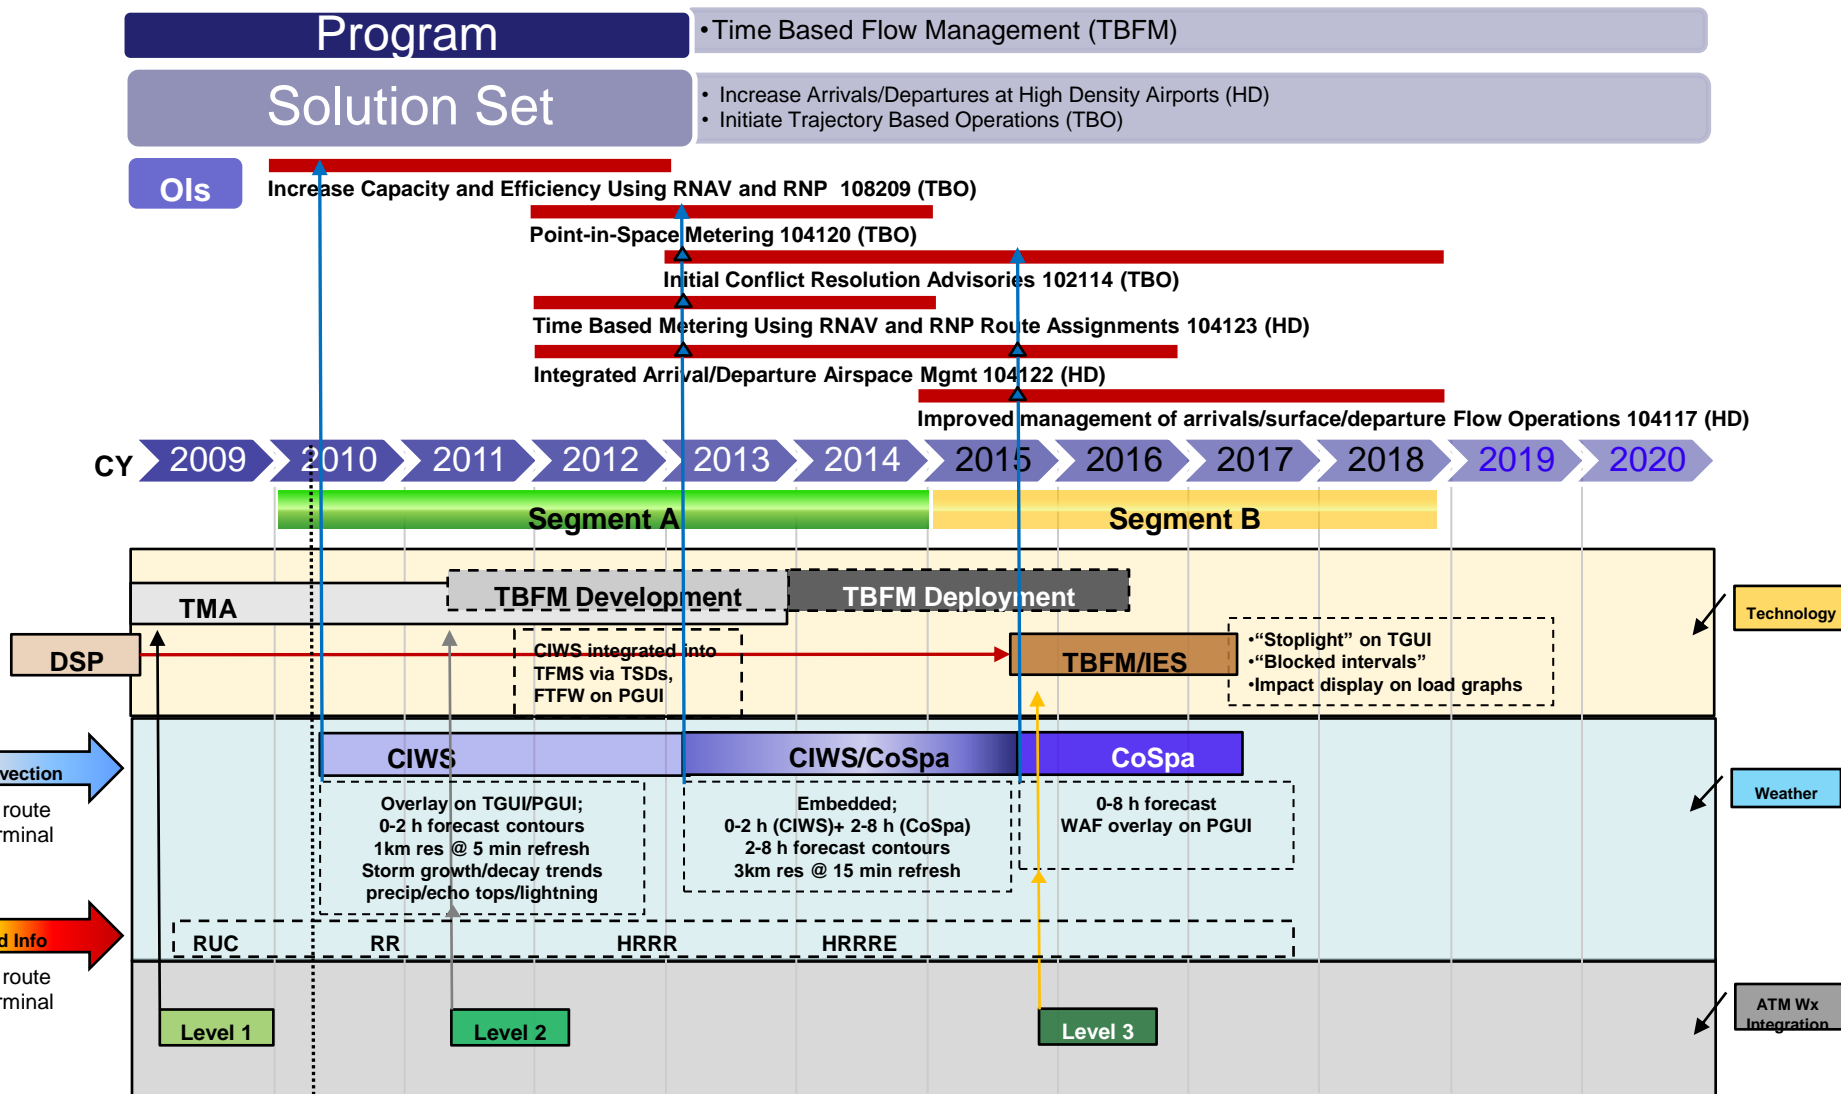 Program
•Time Based Flow Management (TBFM)
Solution Set
• Increase Arrivals/Departures at High Density Airports (HD)
• Initiate Trajectory Based Operations (TBO)
OIs
Increase Capacity and Efficiency Using RNAV and RNP 108209 (TBO)
Point-in-Space Metering 104120 (TBO)
Initial Conflict Resolution Advisories 102114 (TBO)
Time Based Metering Using RNAV and RNP Route Assignments 104123 (HD)
Integrated Arrival/Departure Airspace Mgmt 104122 (HD)
Improved management of arrivals/surface/departure Flow Operations 104117 (HD)
CY 2009 2010 2011 2012 2013 2014 2015 2016 2017 2018 2019 2020
Segment A
Segment B
TMA
TBFM Development
TBFM Deployment
Technology
DSP
CIWS integrated into
TFMS via TSDs,
FTFW on PGUI
TBFM/IES
•“Stoplight” on TGUI
•“Blocked intervals”
•Impact display on load graphs
vection
route
rminal
CIWS
CIWS/CoSpa
CoSpa
Weather
Overlay on TGUI/PGUI;
0-2 h forecast contours
1km res @ 5 min refresh
Storm growth/decay trends
precip/echo tops/lightning
Embedded;
0-2 h (CIWS)+ 2-8 h (CoSpa)
2-8 h forecast contours
3km res @ 15 min refresh
0-8 h forecast
WAF overlay on PGUI
d Info
route
rminal
RUC
RR
HRRR
HRRRE
Level 1
Level 2
Level 3
ATM Wx
Integration